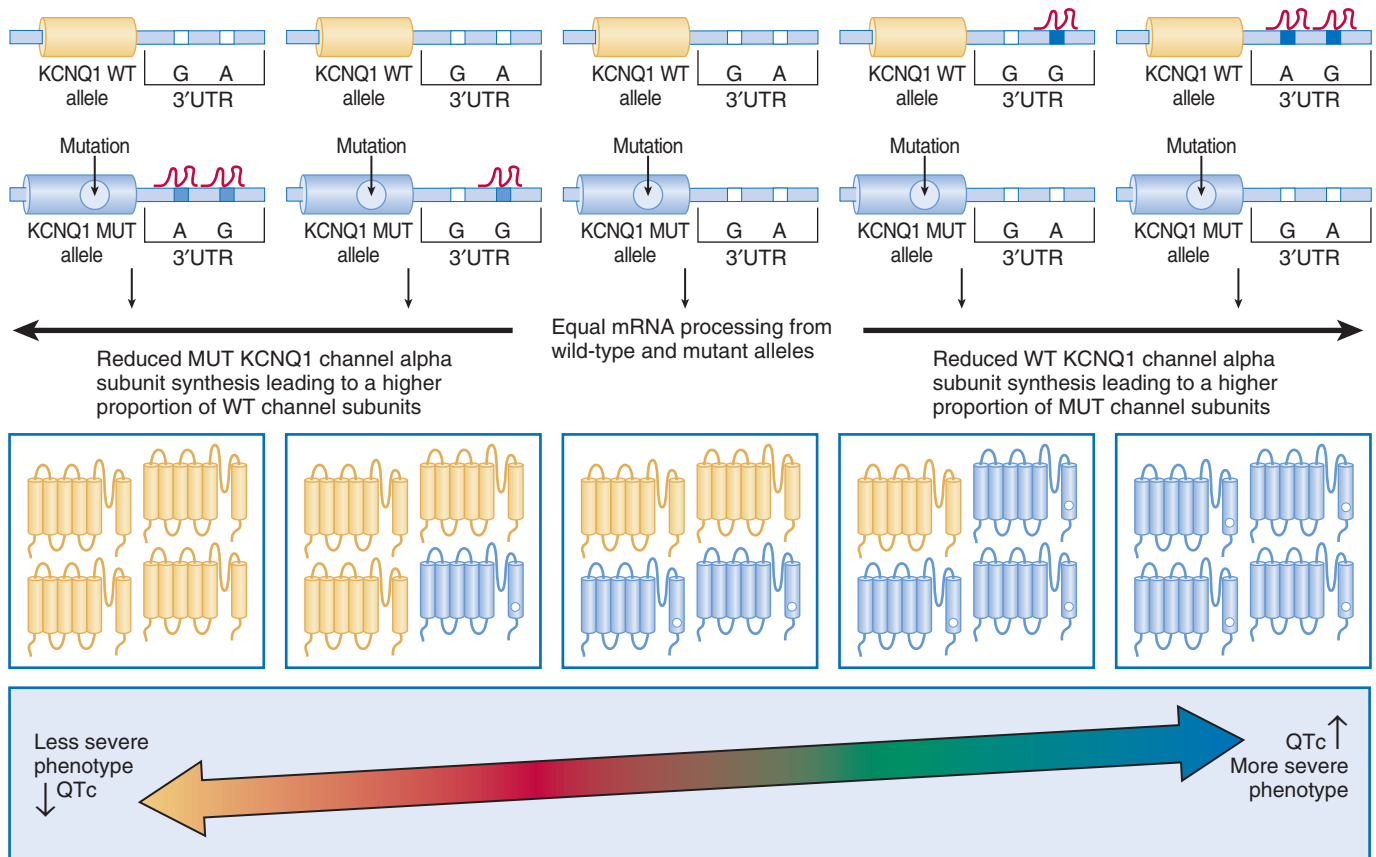 KCNQ1 WT
allele
G A
3′UTR
KCNQ1 WT
allele
G A
3′UTR
KCNQ1 WT
allele
G A
3′UTR
KCNQ1 WT
allele
G G
3′UTR
KCNQ1 WT
allele
A G
3′UTR
Mutation
KCNQ1 MUT
allele
A G
3′UTR
Mutation
KCNQ1 MUT
allele
G G
3′UTR
Mutation
KCNQ1 MUT
allele
G A
3′UTR
Mutation
KCNQ1 MUT
allele
G A
3′UTR
Mutation
KCNQ1 MUT
allele
G A
3′UTR
Reduced MUT KCNQ1 channel alpha
subunit synthesis leading to a higher
proportion of WT channel subunits
Equal mRNA processing from
wild-type and mutant alleles
Reduced WT KCNQ1 channel alpha
subunit synthesis leading to a higher
proportion of MUT channel subunits
Less severe
phenotype
↓ QTc
QTc ↑
More severe
phenotype